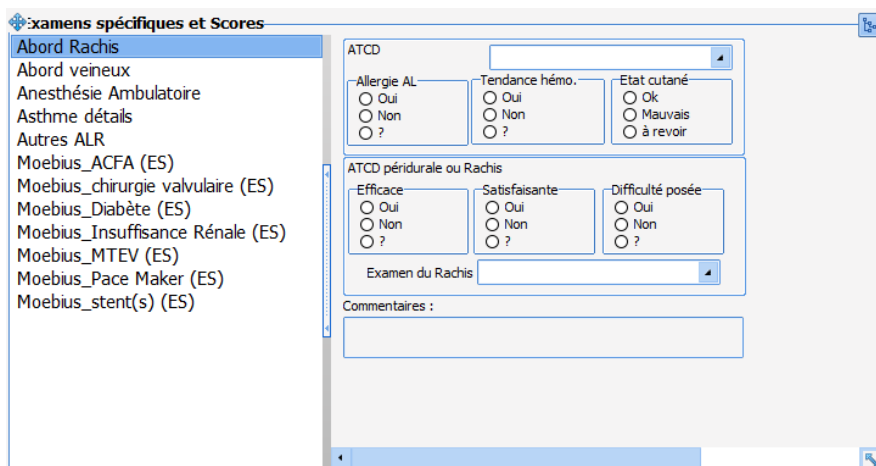 Examens spécifiques et Scores
Abord Rachis
Abord veineux
Anesthésie Ambulatoire
Asthme détails
Autres ALR
Moebius_ACFA (ES)
Moebius_chirurgie valvulaire (ES)
Moebius_Diabète (ES)
Moebius_Insuffisance Rénale (ES)
Moebius_MTEV (ES)
Moebius_Pace Maker (ES)
Moebius_stent(s) (ES)
ATCD
Allergie AL
Oui
Non
?
Tendance hémo.
Oui
Non
?
Etat cutané
Ok
Mauvais
à revoir
ATCD péridurale ou Rachis
Efficace
Oui
Non
?
Satisfaisante
Oui
Non
?
Difficulté posée
Oui
Non
?
Examen du Rachis
Commentaires :